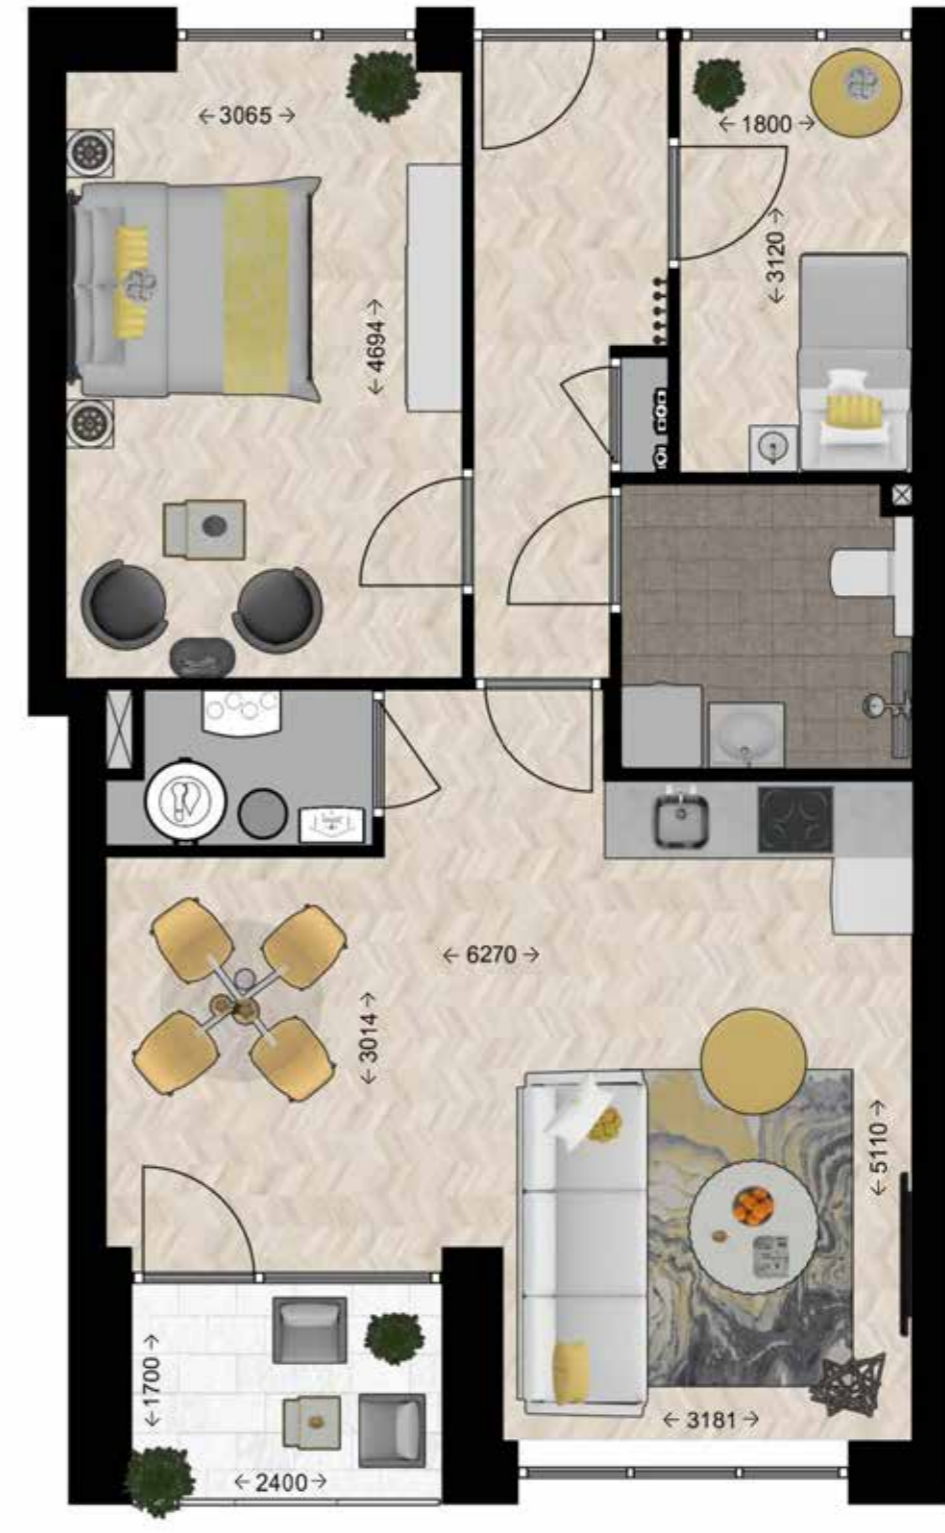 ← 3065 →
← 1800 →
← 3120 →
← 4694 →
← 6270 →
← 3014 →
← 5110 →
← 1700 →
← 3181 →
← 2400 →